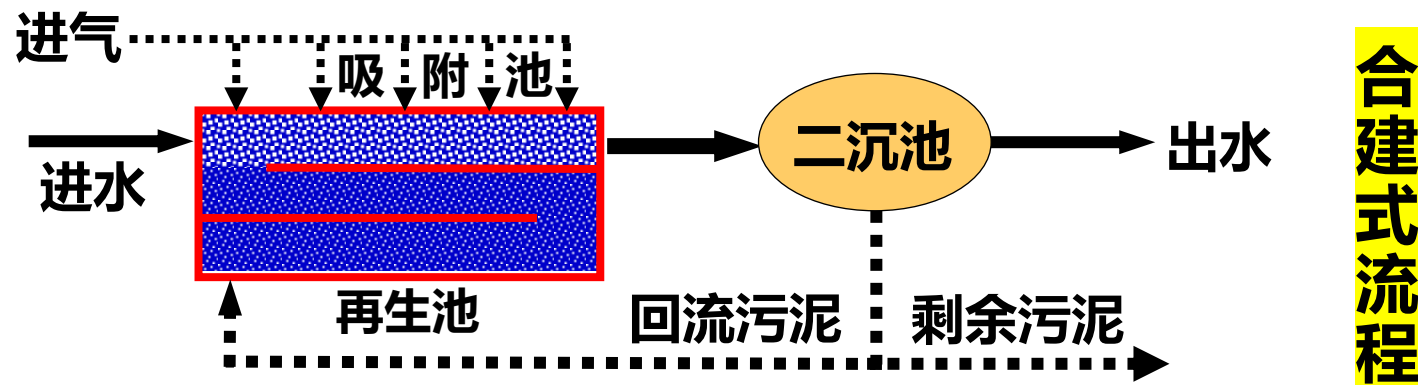 进气
吸附池
进水
二沉池
出水
再生池
回流污泥
剩余污泥
合建式流程